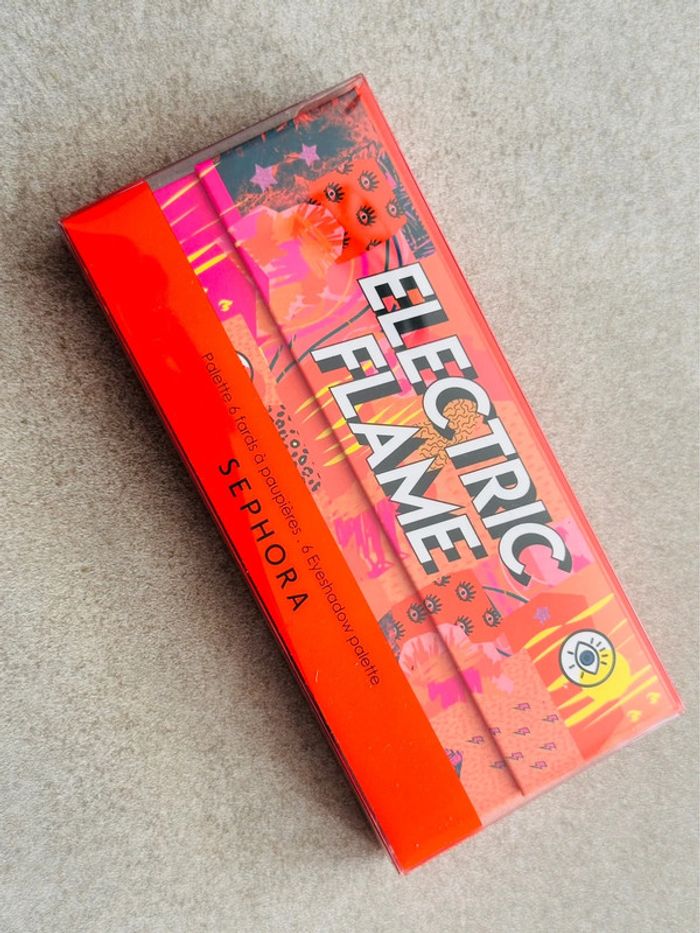 ELECTRIC
FLAME
Palette 6 fards à paupières . 6 Eyeshadow palette
SEPHORA